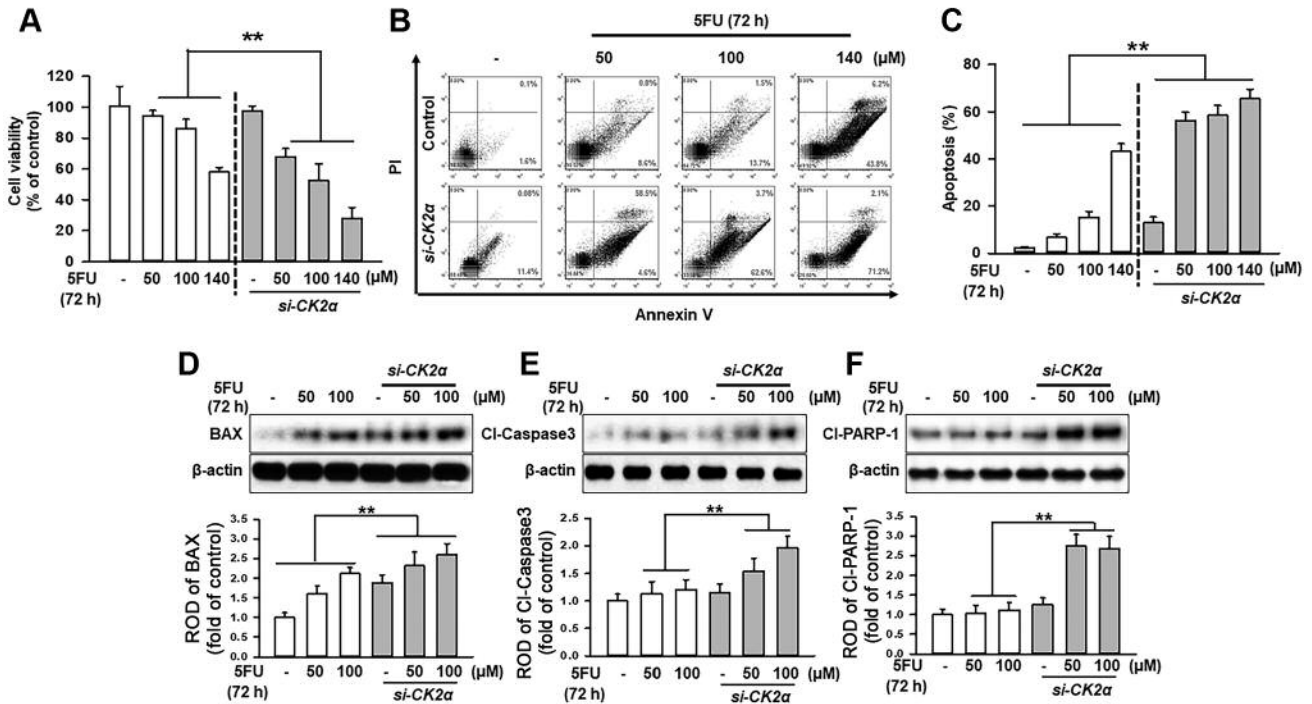 A
**
Cell viability
(% of control)
120
100
80
60
40
20
0
5FU
(72 h)
- 50 100 140 - 50 100 140 (μM)
si-CK2α
B
5FU (72 h)
- 50 100 140 (μM)
Control
0.1%
1.6%
0.8%
8.6%
1.5%
13.7%
6.2%
43.8%
PI
si-CK2α
0.08%
11.4%
58.5%
4.6%
3.7%
62.6%
2.1%
71.2%
Annexin V
C
**
Apoptosis (%)
80
60
40
20
0
5FU
(72 h)
- 50 100 140 - 50 100 140 (μM)
si-CK2α
D
si-CK2α
5FU
(72 h)
- 50 100 - 50 100 (μM)
BAX
β-actin
**
ROD of BAX
(fold of control)
3.5
3.0
2.5
2.0
1.5
1.0
0.5
0.0
5FU
(72 h)
- 50 100 - 50 100 (μM)
si-CK2α
E
si-CK2α
5FU
(72 h)
- 50 100 - 50 100 (μM)
Cl-Caspase3
β-actin
**
ROD of Cl-Caspase3
(fold of control)
2.5
2.0
1.5
1.0
0.5
0.0
5FU
(72 h)
- 50 100 - 50 100 (μM)
si-CK2α
F
si-CK2α
5FU
(72 h)
- 50 100 - 50 100 (μM)
Cl-PARP-1
β-actin
**
ROD of Cl-PARP-1
(fold of control)
3.5
3.0
2.5
2.0
1.5
1.0
0.5
0.0
5FU
(72 h)
- 50 100 - 50 100 (μM)
si-CK2α